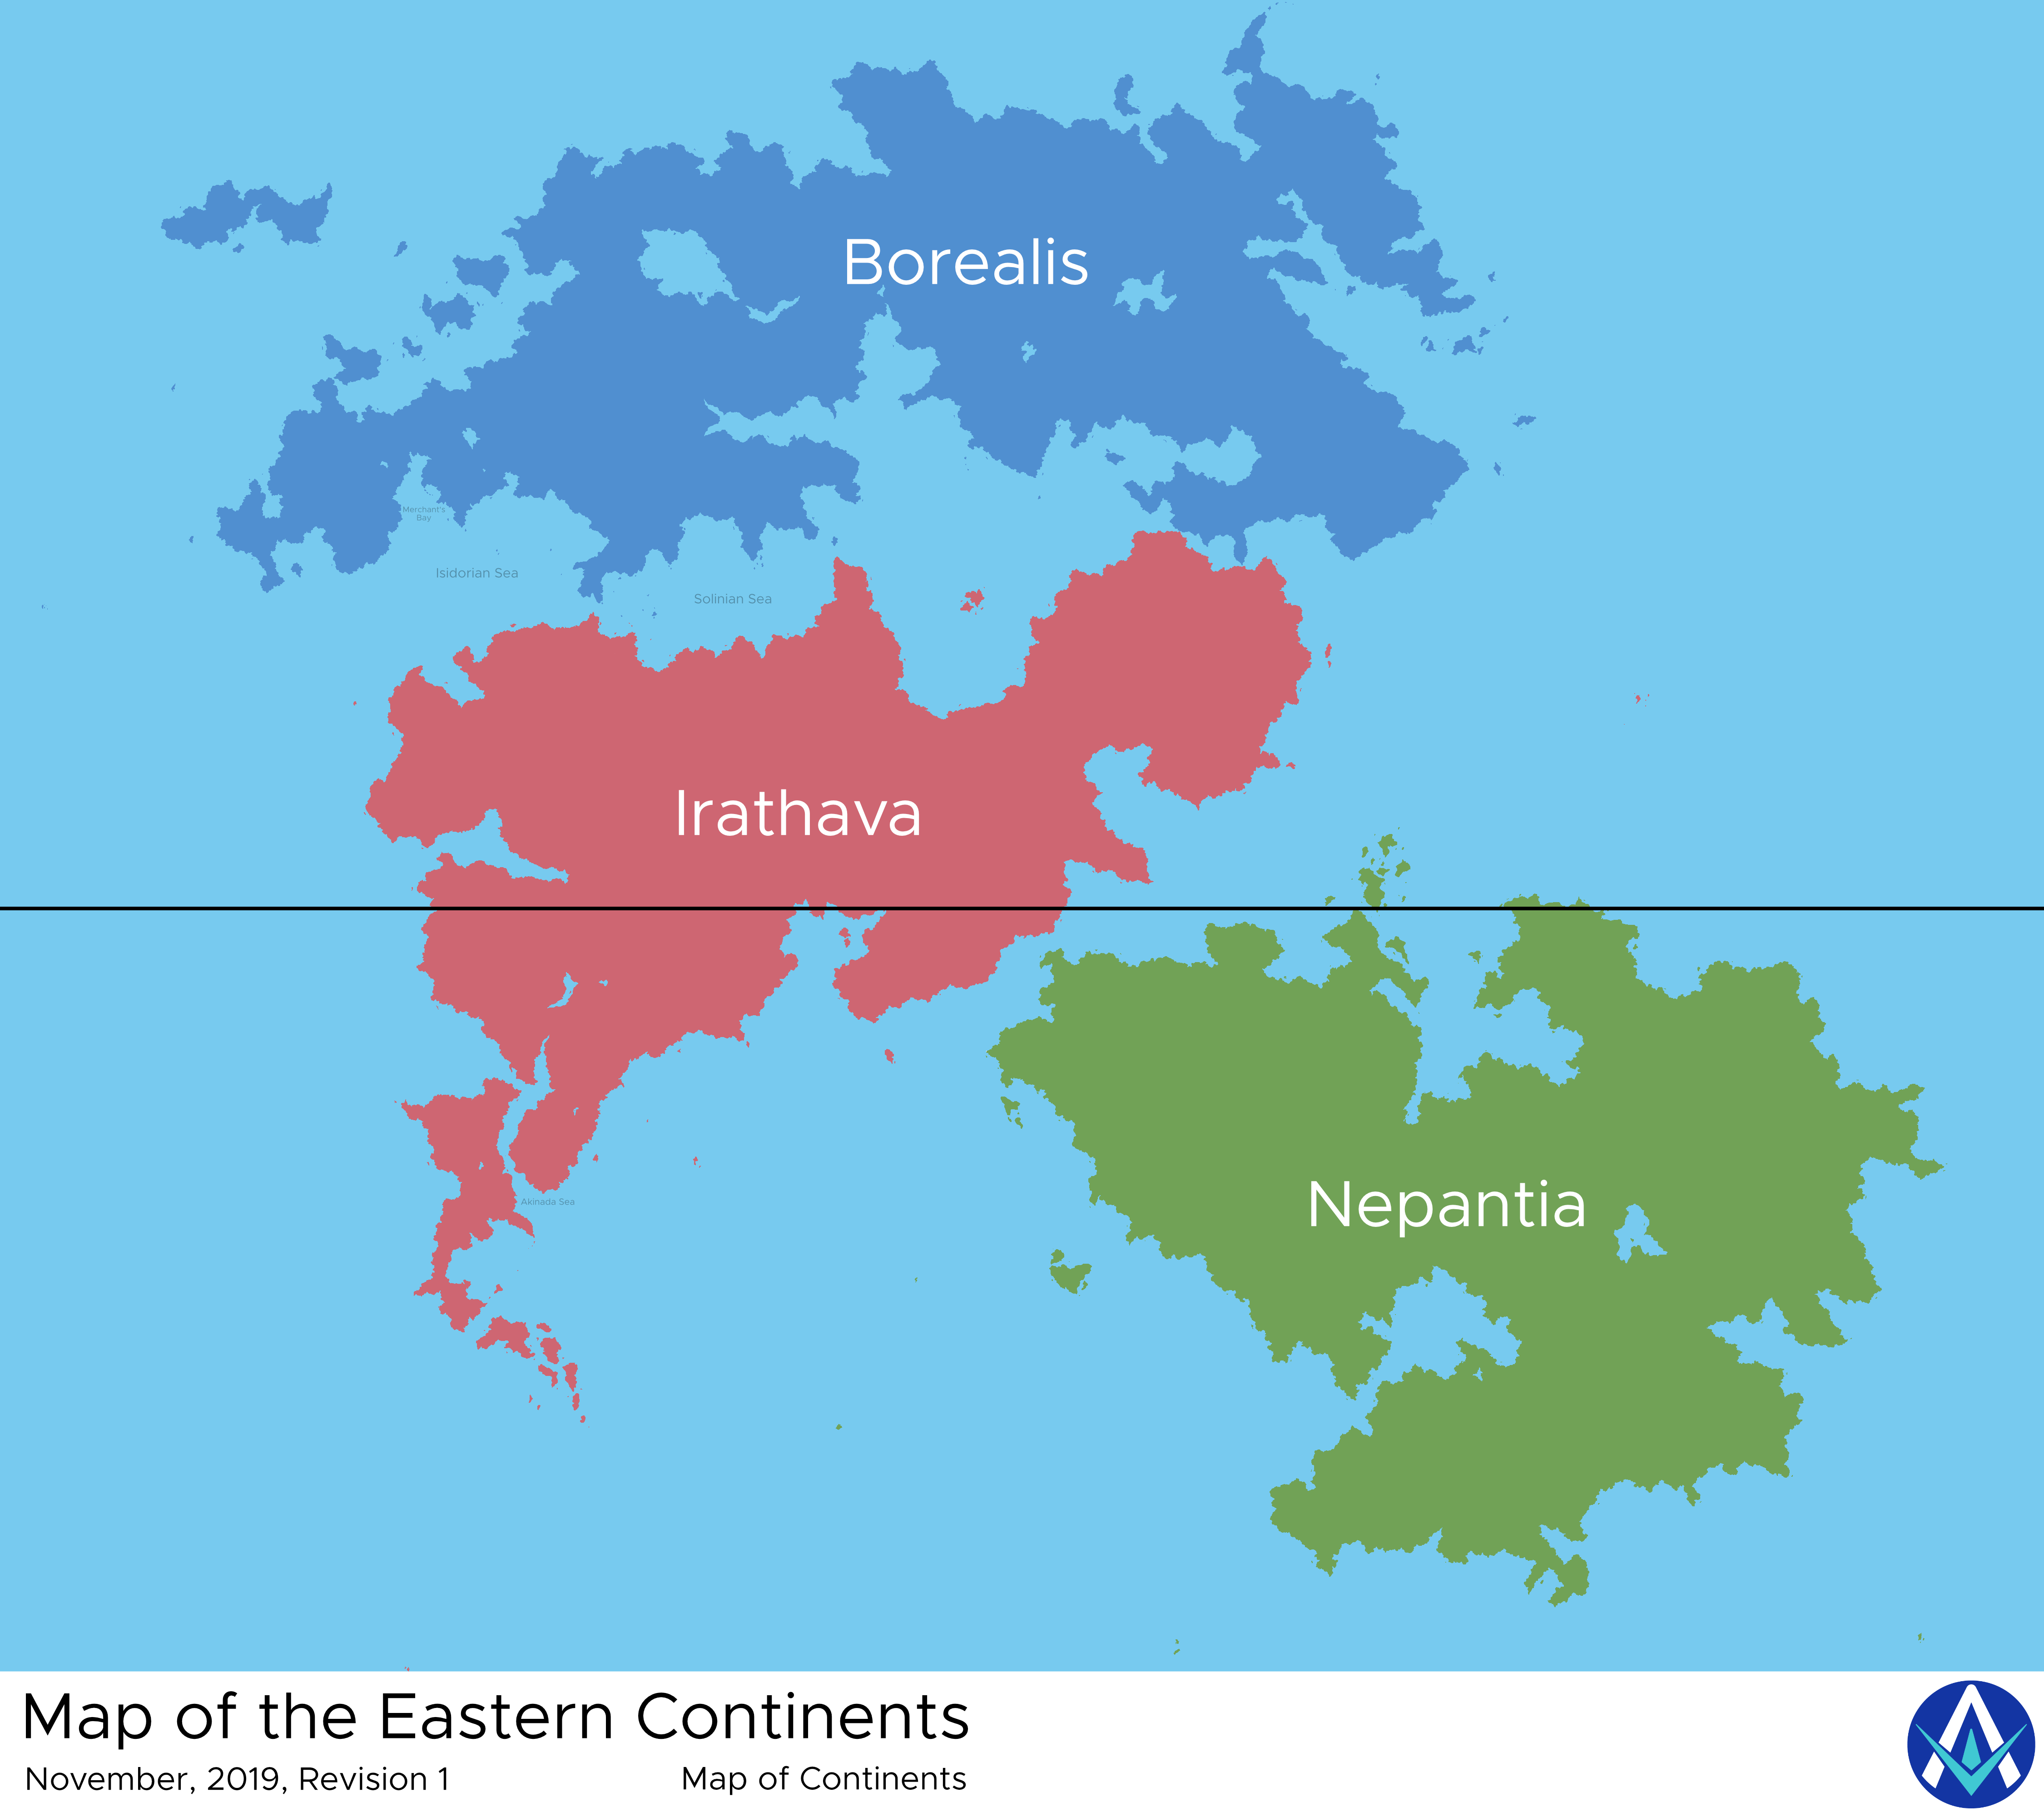 Borealis
Merchant's
Bay
Isidorian Sea
Solinian Sea
Irathava
Akinada Sea
Nepantia
Map of the Eastern Continents
November, 2019, Revision 1
Map of Continents